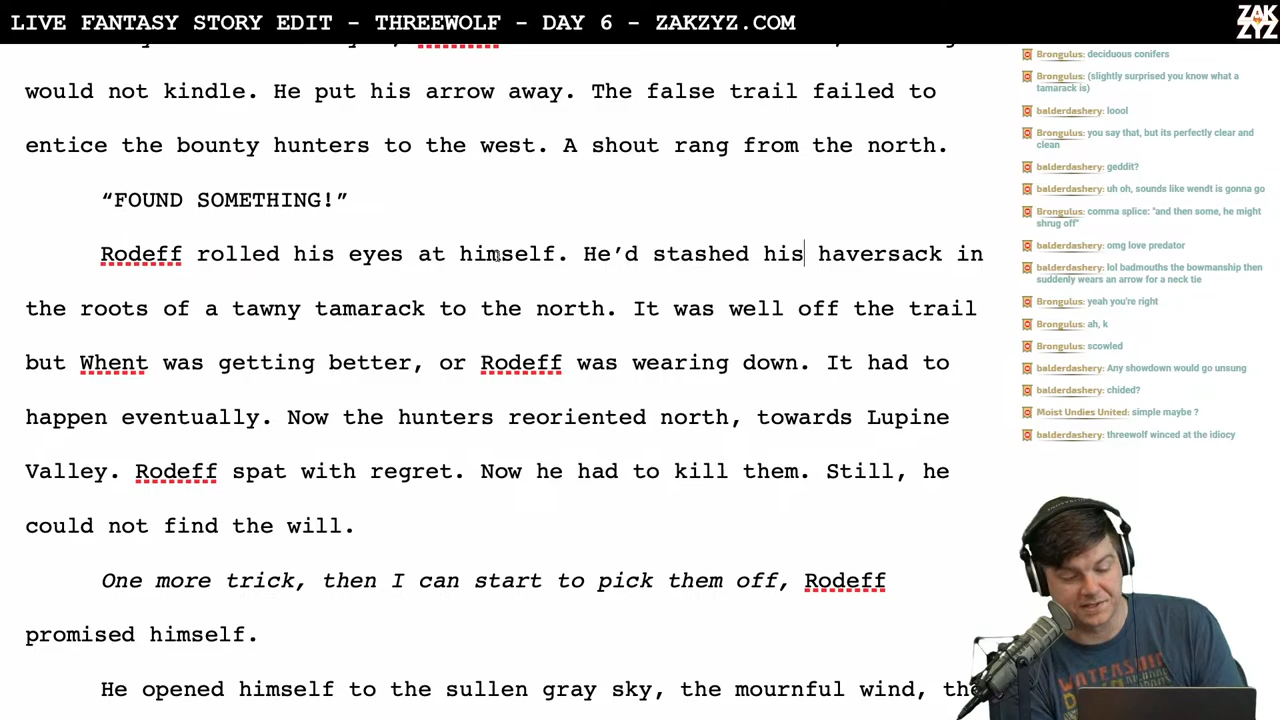 LIVE FANTASY STORY EDIT - THREEWOLF - DAY 6 - ZAKZYZ.COM
ZAK
ZYZ
would not kindle. He put his arrow away. The false trail failed to
entice the bounty hunters to the west. A shout rang from the north.
“FOUND SOMETHING!”
Rodeff rolled his eyes at himself. He’d stashed his haversack in
the roots of a tawny tamarack to the north. It was well off the trail
but Whent was getting better, or Rodeff was wearing down. It had to
happen eventually. Now the hunters reoriented north, towards Lupine
Valley. Rodeff spat with regret. Now he had to kill them. Still, he
could not find the will.
One more trick, then I can start to pick them off, Rodeff
promised himself.
He opened himself to the sullen gray sky, the mournful wind, the
Brongulus: deciduous conifers
Brongulus: (slightly surprised you know what a
tamarack is)
balderdashery: loool
Brongulus: you say that, but its perfectly clear and
clean
balderdashery: geddit?
balderdashery: uh oh, sounds like wendt is gonna go
Brongulus: comma splice: "and then some, he might
shrug off"
balderdashery: omg love predator
balderdashery: lol badmouths the bowmanship then
suddenly wears an arrow for a neck tie
Brongulus: yeah you're right
Brongulus: ah, k
Brongulus: scowled
balderdashery: Any showdown would go unsung
balderdashery: chided?
Moist Undies United: simple maybe ?
balderdashery: threewolf winced at the idiocy